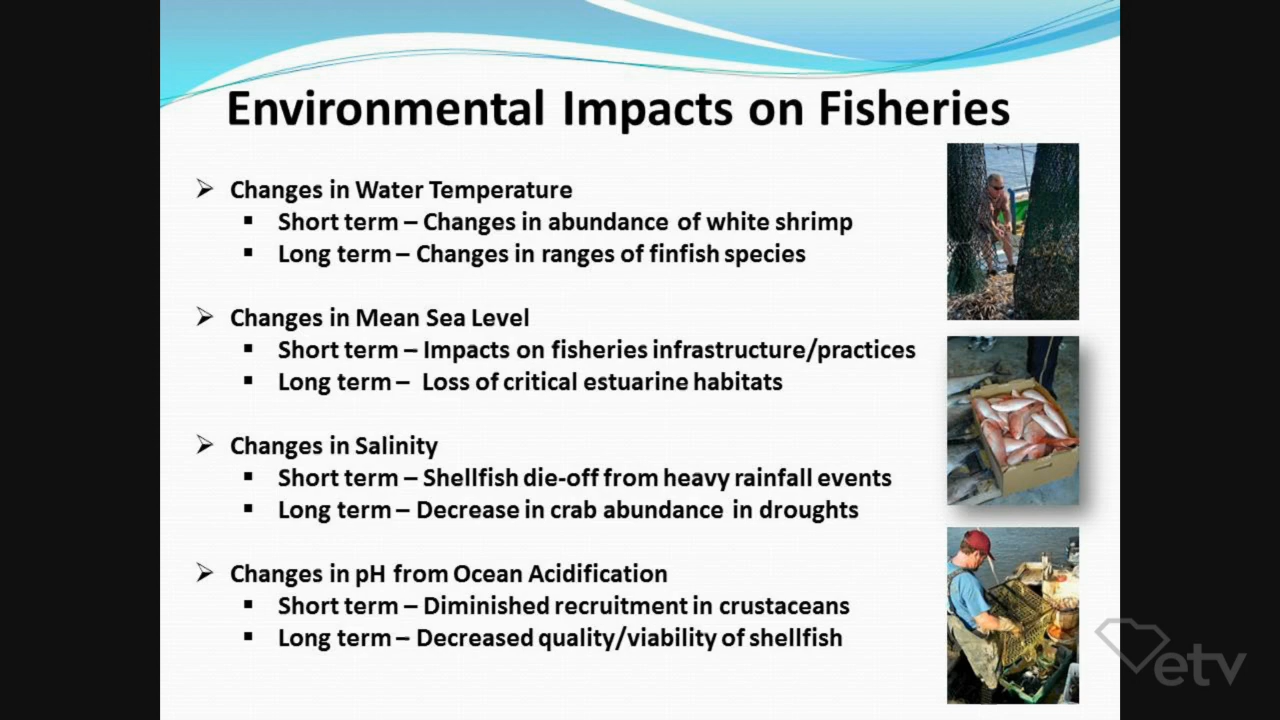 Environmental Impacts on Fisheries
➢ Changes in Water Temperature
▪ Short term – Changes in abundance of white shrimp
▪ Long term – Changes in ranges of finfish species
➢ Changes in Mean Sea Level
▪ Short term – Impacts on fisheries infrastructure/practices
▪ Long term – Loss of critical estuarine habitats
➢ Changes in Salinity
▪ Short term – Shellfish die-off from heavy rainfall events
▪ Long term – Decrease in crab abundance in droughts
➢ Changes in pH from Ocean Acidification
▪ Short term – Diminished recruitment in crustaceans
▪ Long term – Decreased quality/viability of shellfish
etv